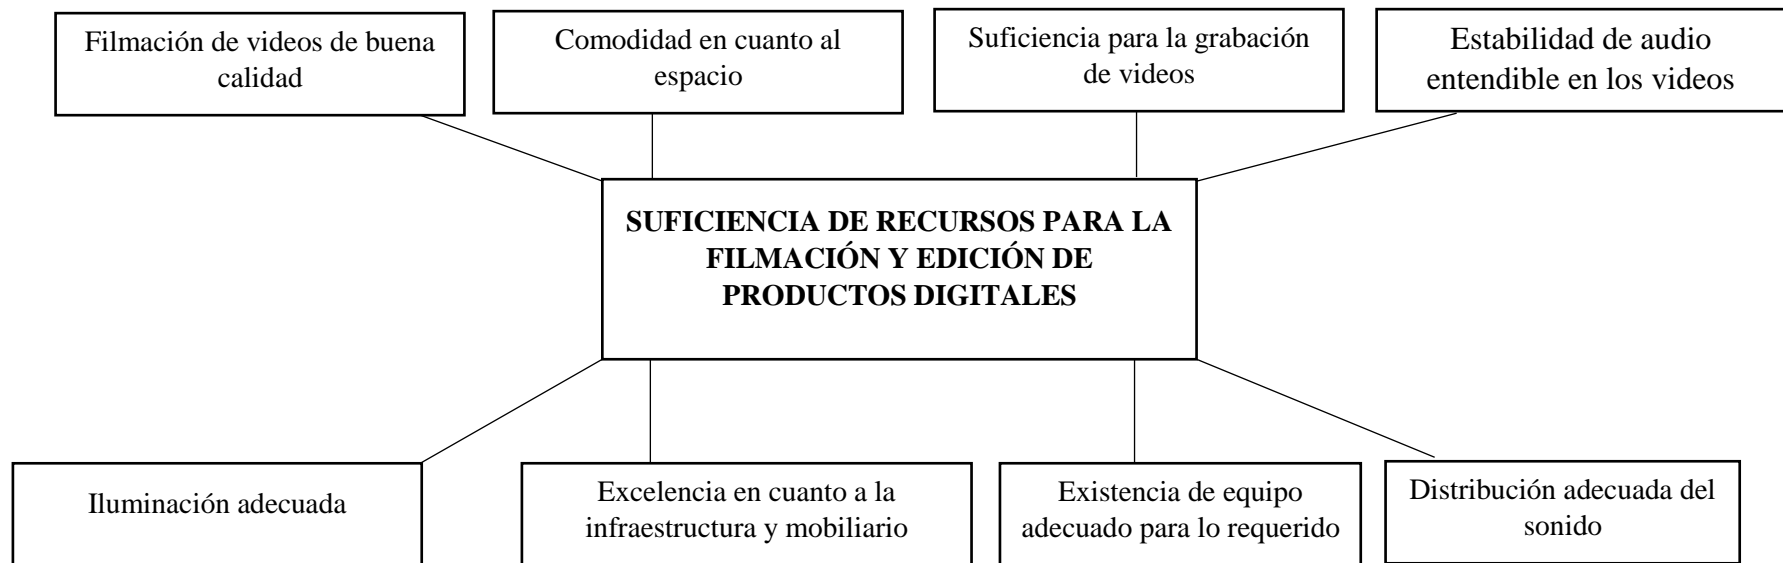 Filmación de videos de buena
calidad
Comodidad en cuanto al
espacio
Suficiencia para la grabación
de videos
Estabilidad de audio
entendible en los videos
SUFICIENCIA DE RECURSOS PARA LA
FILMACIÓN Y EDICIÓN DE
PRODUCTOS DIGITALES
Iluminación adecuada
Excelencia en cuanto a la
infraestructura y mobiliario
Existencia de equipo
adecuado para lo requerido
Distribución adecuada del
sonido